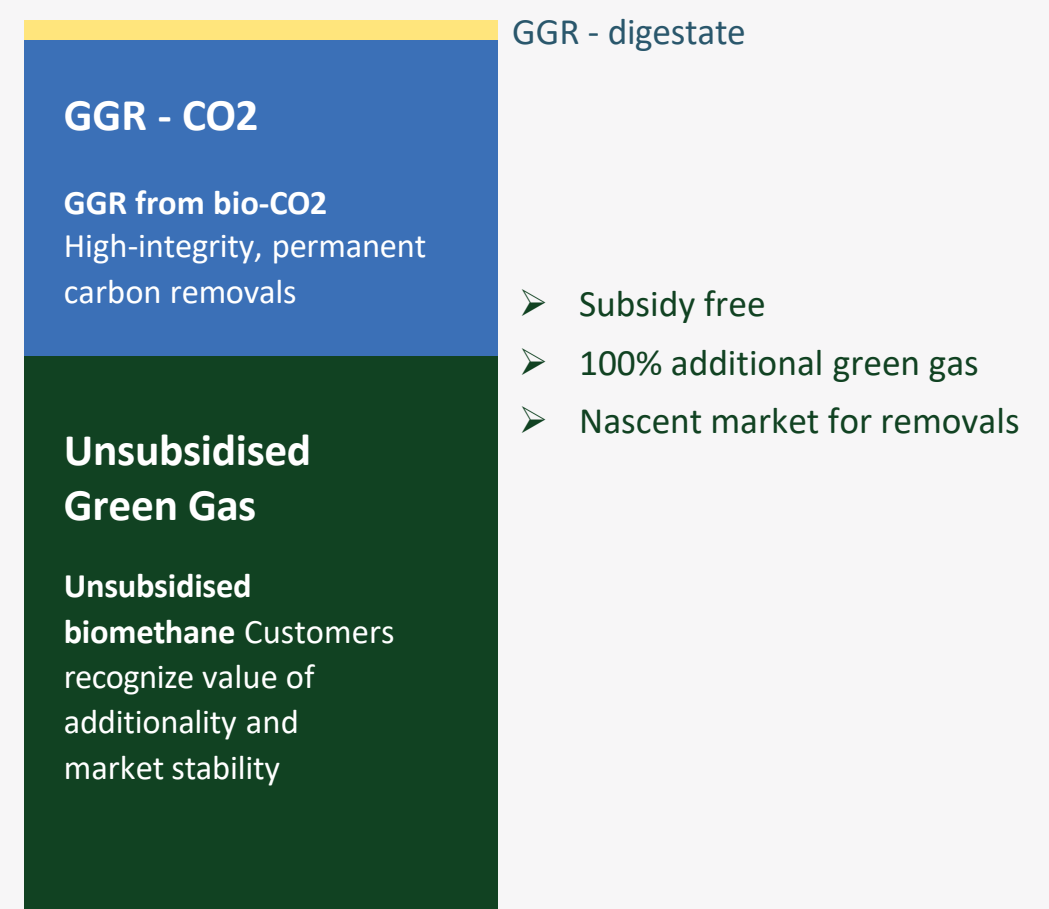 GGR - digestate
GGR - CO2
GGR from bio-CO2
High-integrity, permanent
carbon removals
➢ Subsidy free
➢ 100% additional green gas
➢ Nascent market for removals
Unsubsidised
Green Gas
Unsubsidised
biomethane Customers
recognize value of
additionality and
market stability